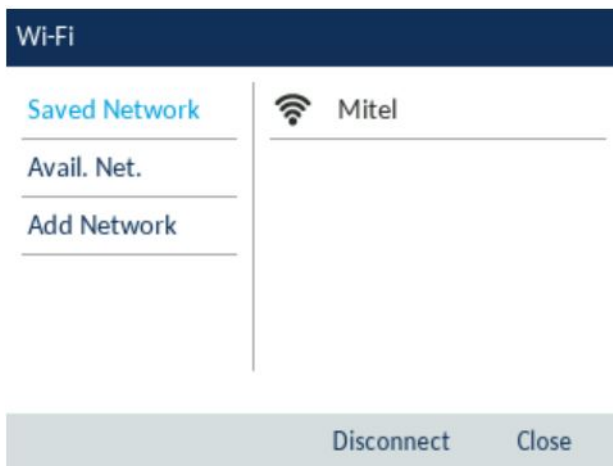 Wi-Fi
Saved Network
Mitel
Avail. Net.
Add Network
Disconnect Close